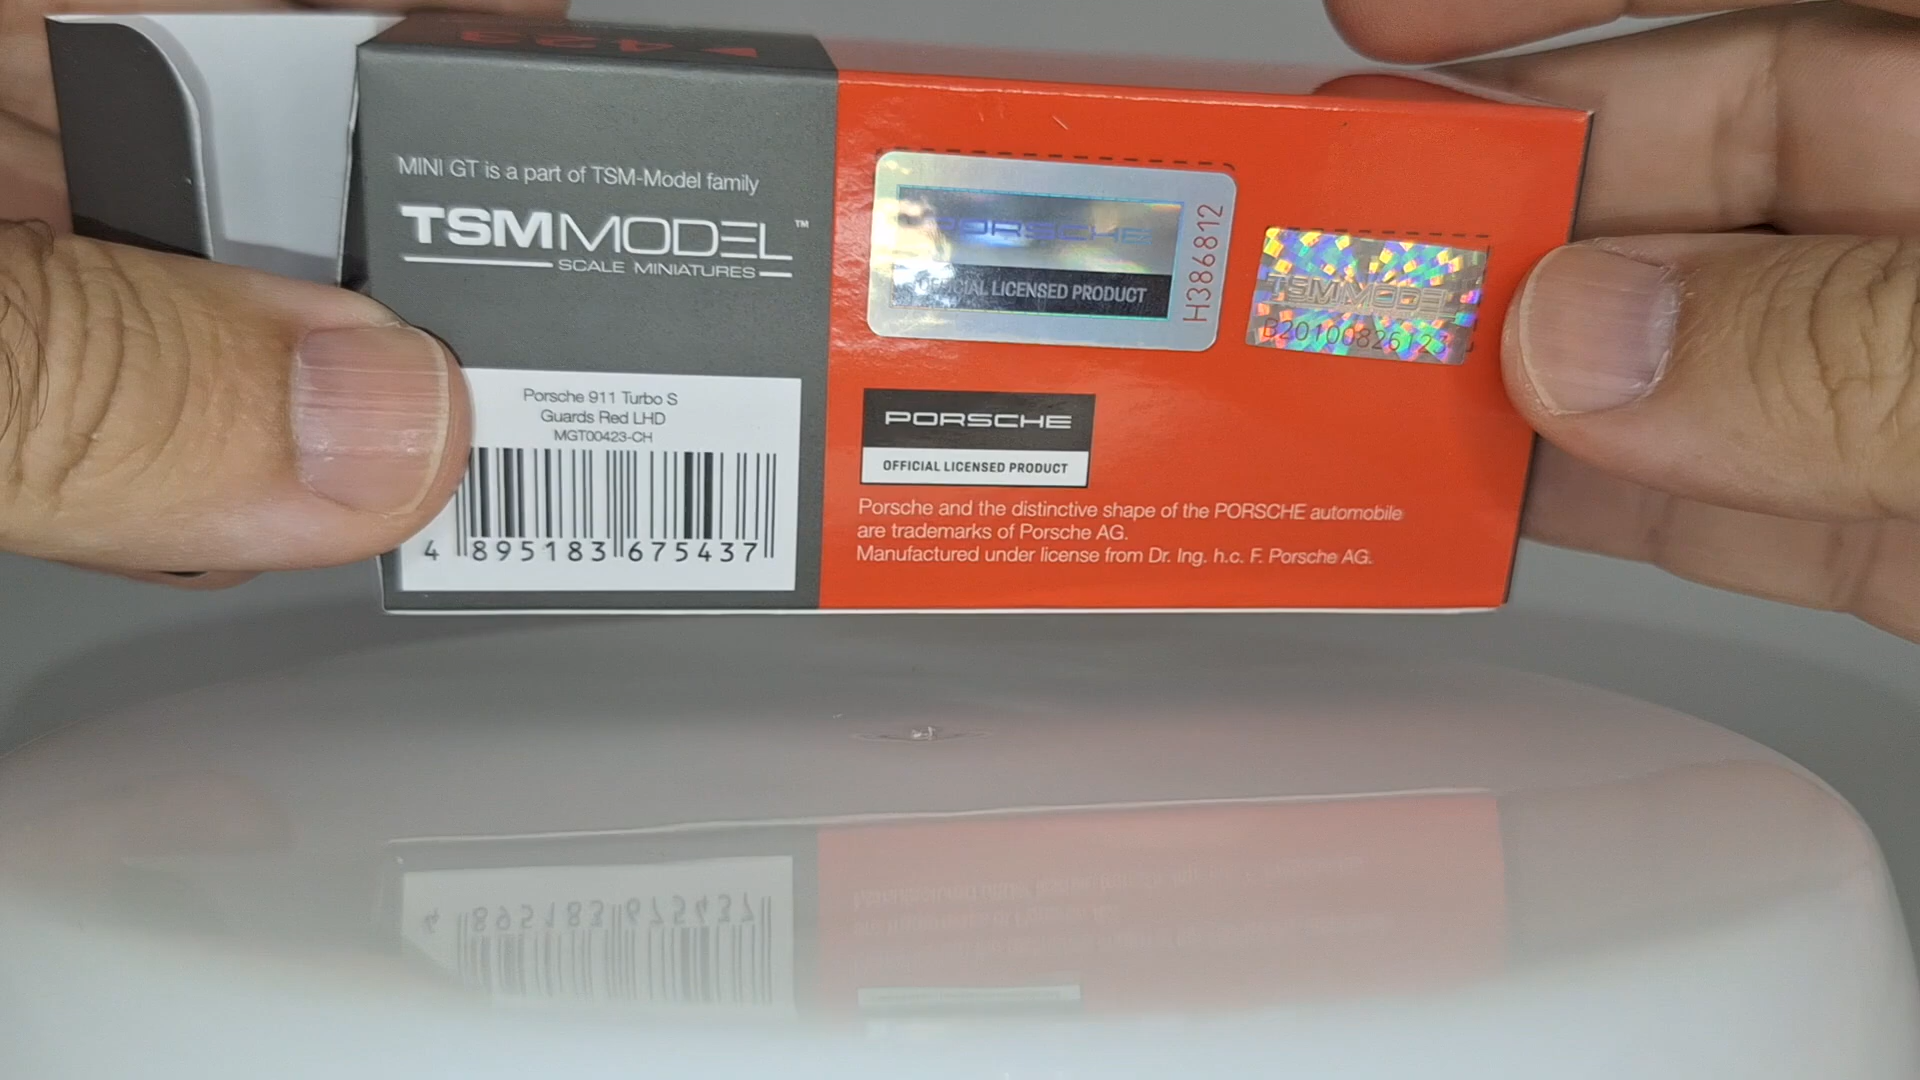 423
MINI GT is a part of TSM-Model family
TSMMODEL™
SCALE MINIATURES
Porsche 911 Turbo S
Guards Red LHD
MGT00423-CH
4 895183 675437
PORSCHE
OFFICIAL LICENSED PRODUCT
H386812
TSMMODEL
B20100826123
PORSCHE
OFFICIAL LICENSED PRODUCT
Porsche and the distinctive shape of the PORSCHE automobile
are trademarks of Porsche AG.
Manufactured under license from Dr. Ing. h.c. F. Porsche AG.